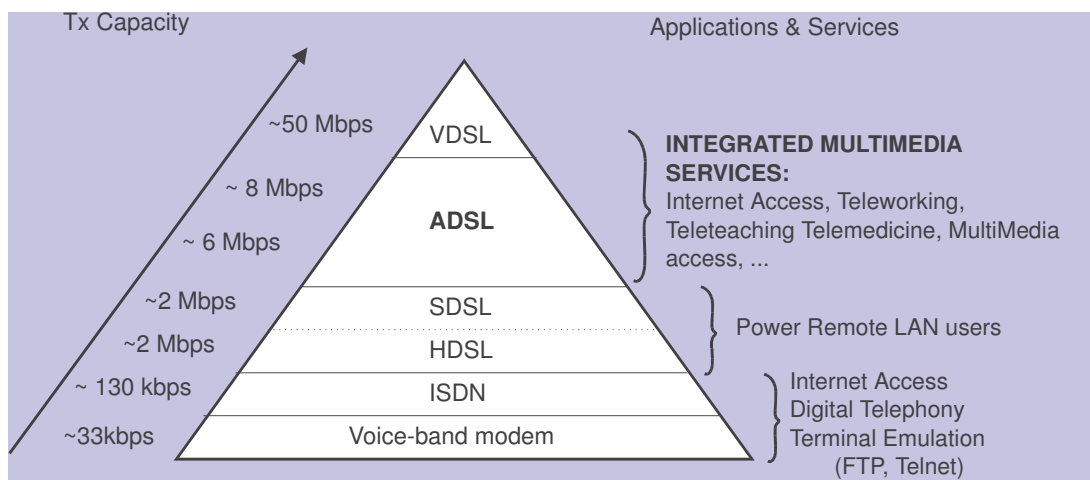 Tx Capacity
Applications & Services
~50 Mbps
~ 8 Mbps
~ 6 Mbps
~2 Mbps
~2 Mbps
~ 130 kbps
~33kbps
VDSL
ADSL
SDSL
HDSL
ISDN
Voice-band modem
INTEGRATED MULTIMEDIA
SERVICES:
Internet Access, Teleworking,
Teleteaching Telemedicine, MultiMedia
access, ...
Power Remote LAN users
Internet Access
Digital Telephony
Terminal Emulation
(FTP, Telnet)